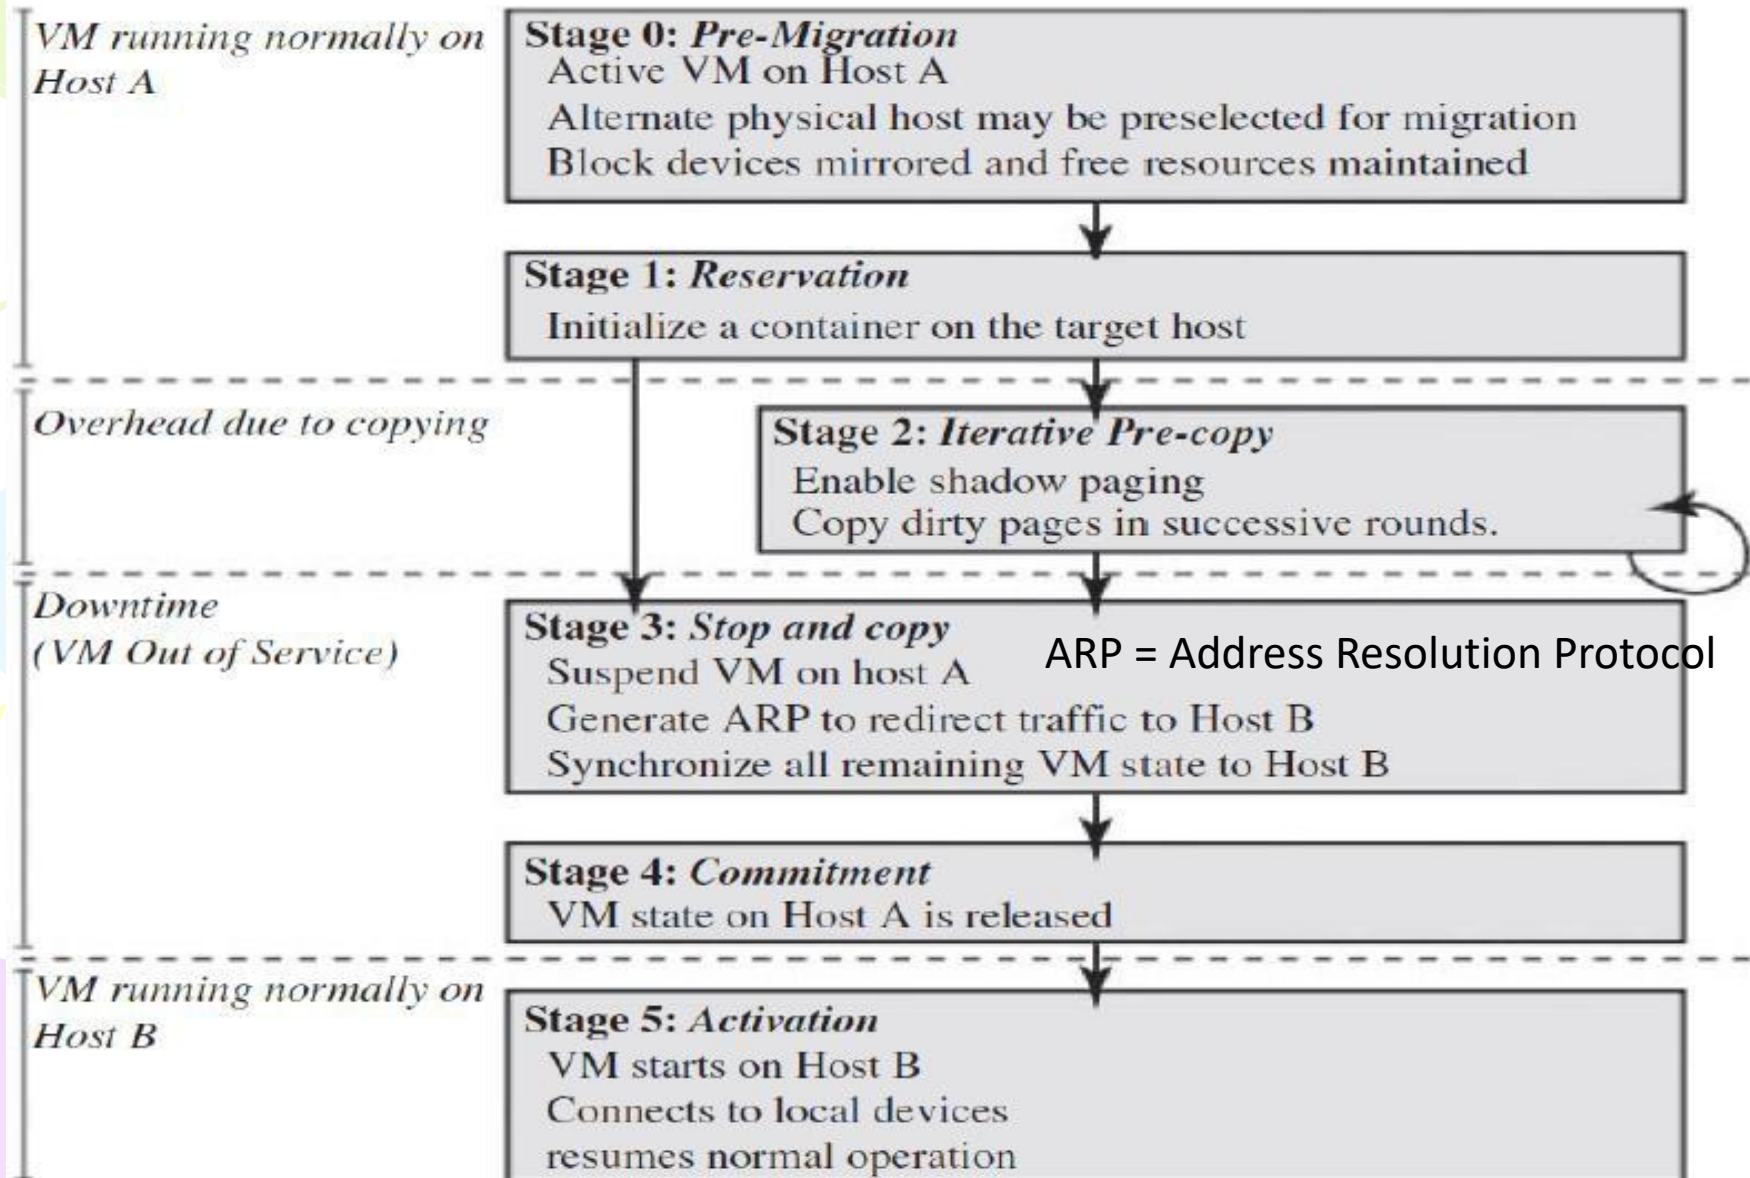 VM running normally on
Host A
Stage 0: Pre-Migration
Active VM on Host A
Alternate physical host may be preselected for migration
Block devices mirrored and free resources maintained
Stage 1: Reservation
Initialize a container on the target host
Overhead due to copying
Stage 2: Iterative Pre-copy
Enable shadow paging
Copy dirty pages in successive rounds.
Downtime
(VM Out of Service)
Stage 3: Stop and copy
ARP = Address Resolution Protocol
Suspend VM on host A
Generate ARP to redirect traffic to Host B
Synchronize all remaining VM state to Host B
Stage 4: Commitment
VM state on Host A is released
VM running normally on
Host B
Stage 5: Activation
VM starts on Host B
Connects to local devices
resumes normal operation